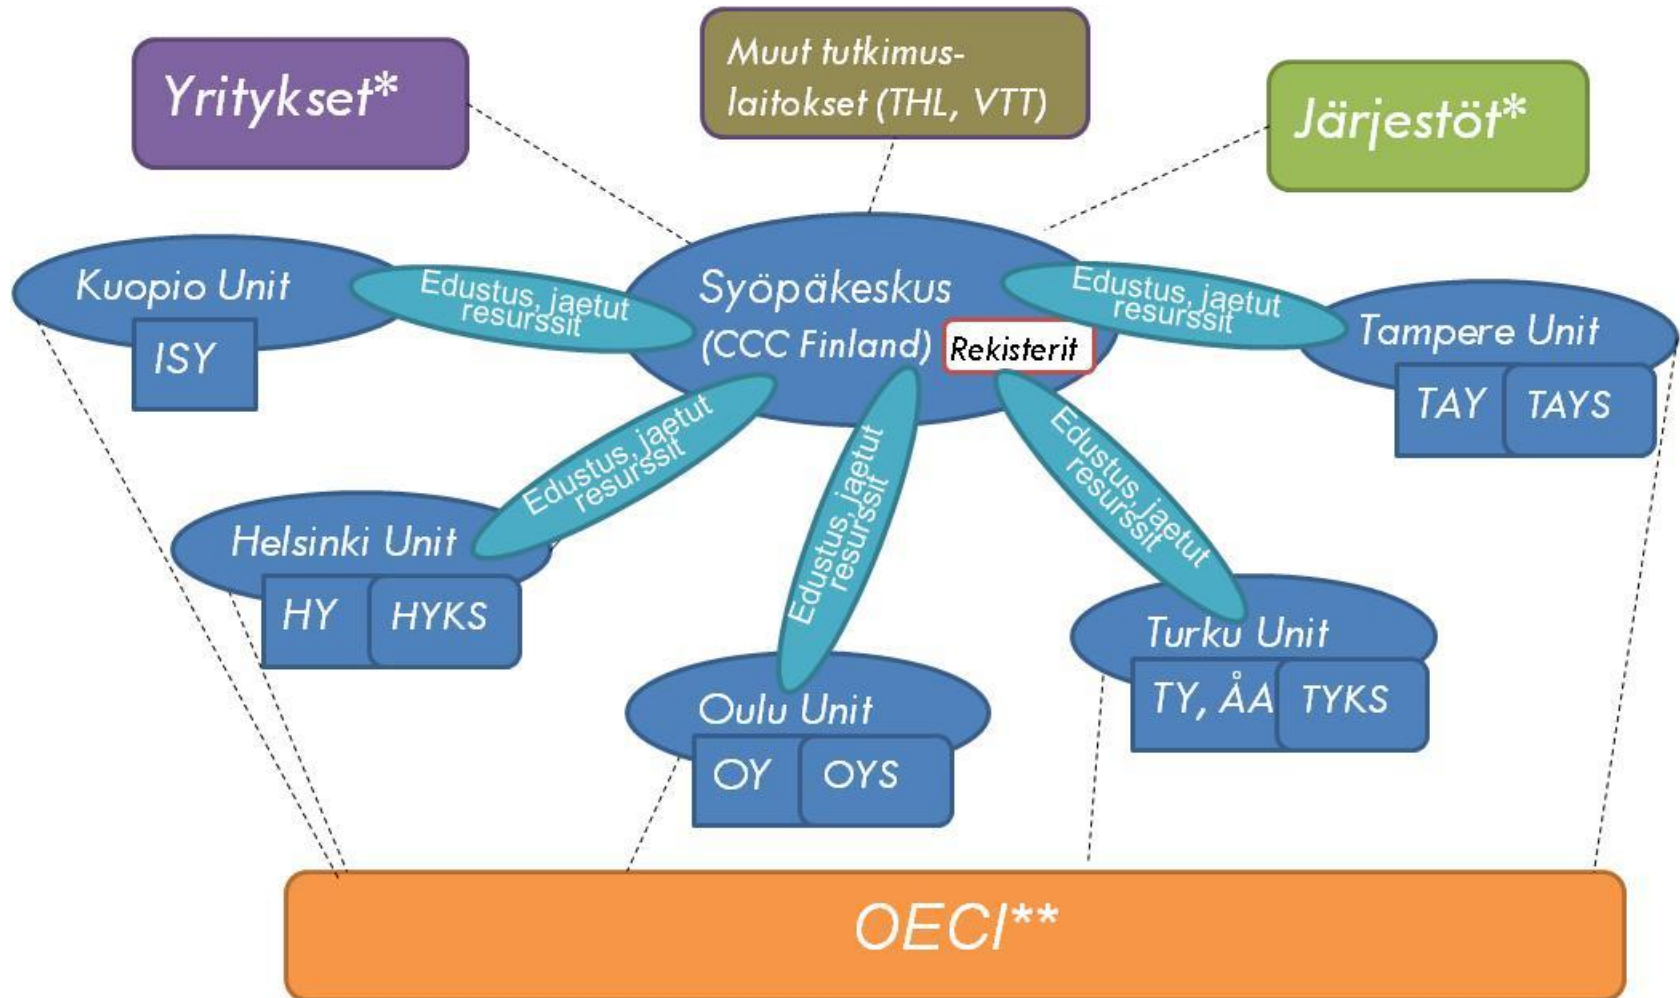 Yritykset*
Muut tutkimus-
laitokset (THL, VTT)
Järjestöt*
Kuopio Unit
ISY
Edustus, jaetut
resurssit
Syöpäkeskus
(CCC Finland)
Rekisterit
Edustus, jaetut
resurssit
Tampere Unit
TAY
TAYS
Edustus, jaetut
resurssit
Helsinki Unit
HY
HYKS
Edustus, jaetut
resurssit
Oulu Unit
OY
OYS
Edustus, jaetut
resurssit
Turku Unit
TY, ÅA
TYKS
OECI**